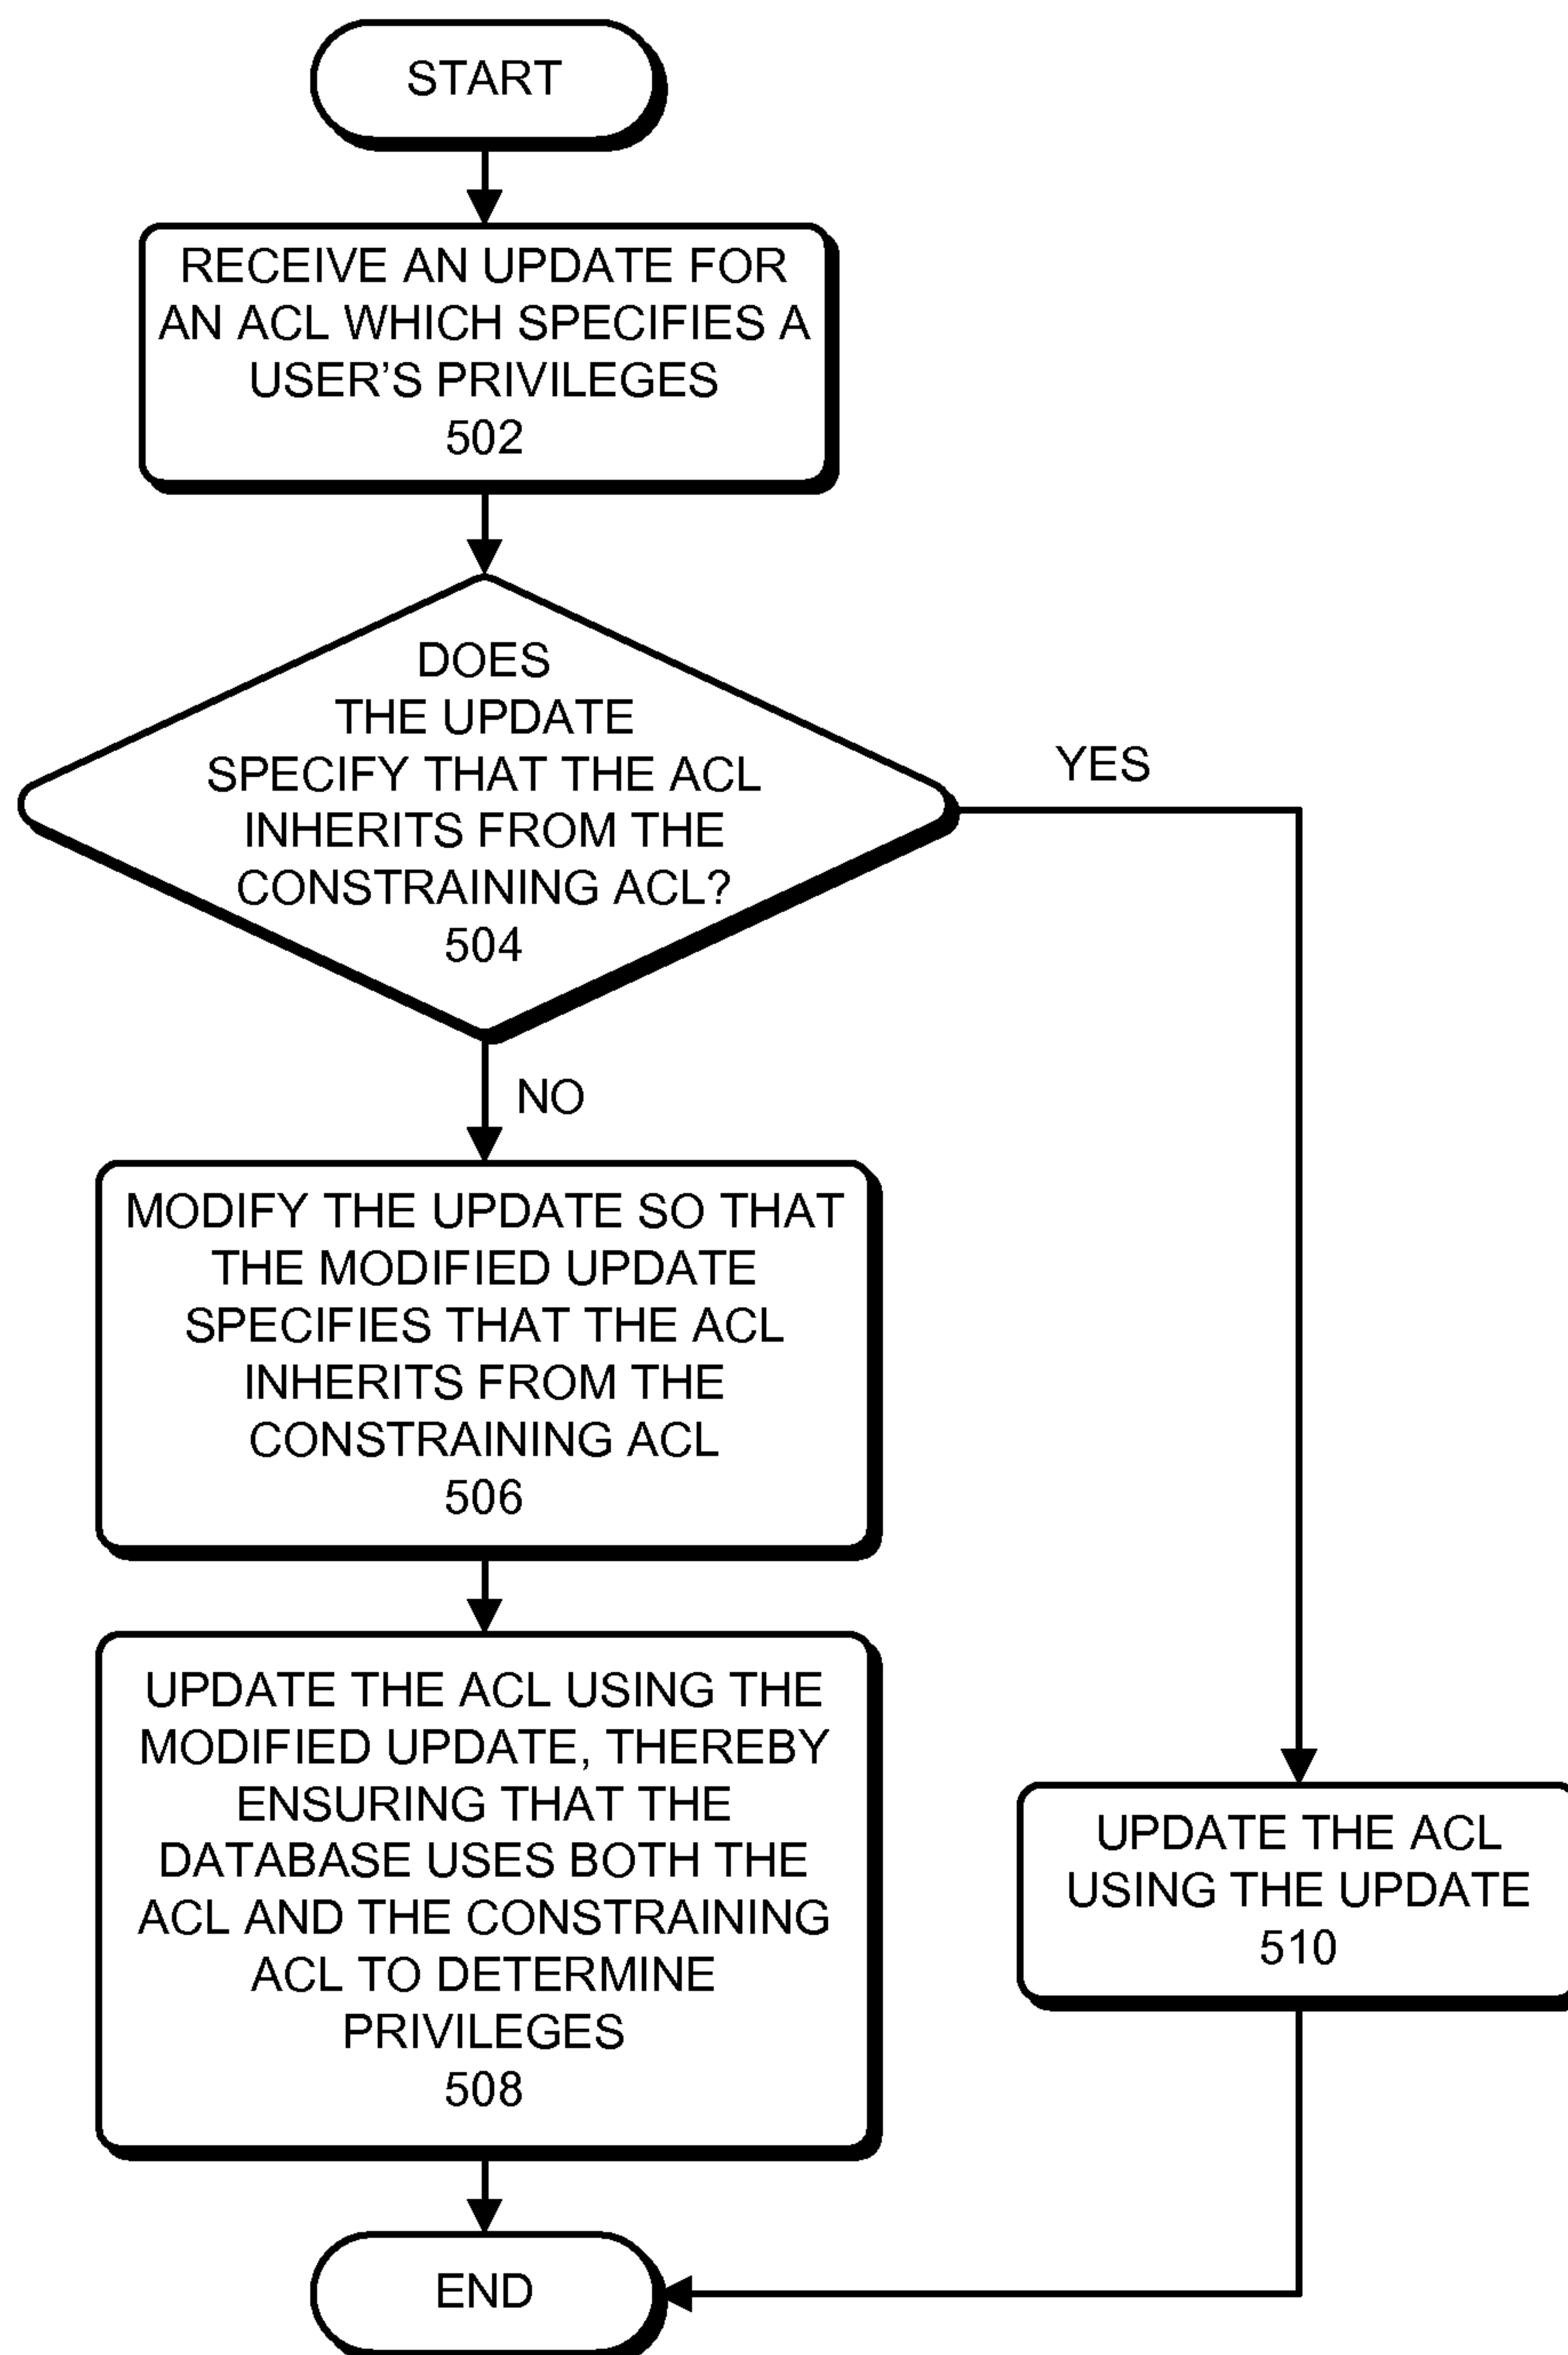 START
RECEIVE AN UPDATE FOR
AN ACL WHICH SPECIFIES A
USER'S PRIVILEGES
502
DOES
THE UPDATE
SPECIFY THAT THE ACL
INHERITS FROM THE
CONSTRAINING ACL?
504
YES
NO
MODIFY THE UPDATE SO THAT
THE MODIFIED UPDATE
SPECIFIES THAT THE ACL
INHERITS FROM THE
CONSTRAINING ACL
506
UPDATE THE ACL USING THE
MODIFIED UPDATE, THEREBY
ENSURING THAT THE
DATABASE USES BOTH THE
ACL AND THE CONSTRAINING
ACL TO DETERMINE
PRIVILEGES
508
UPDATE THE ACL
USING THE UPDATE
510
END